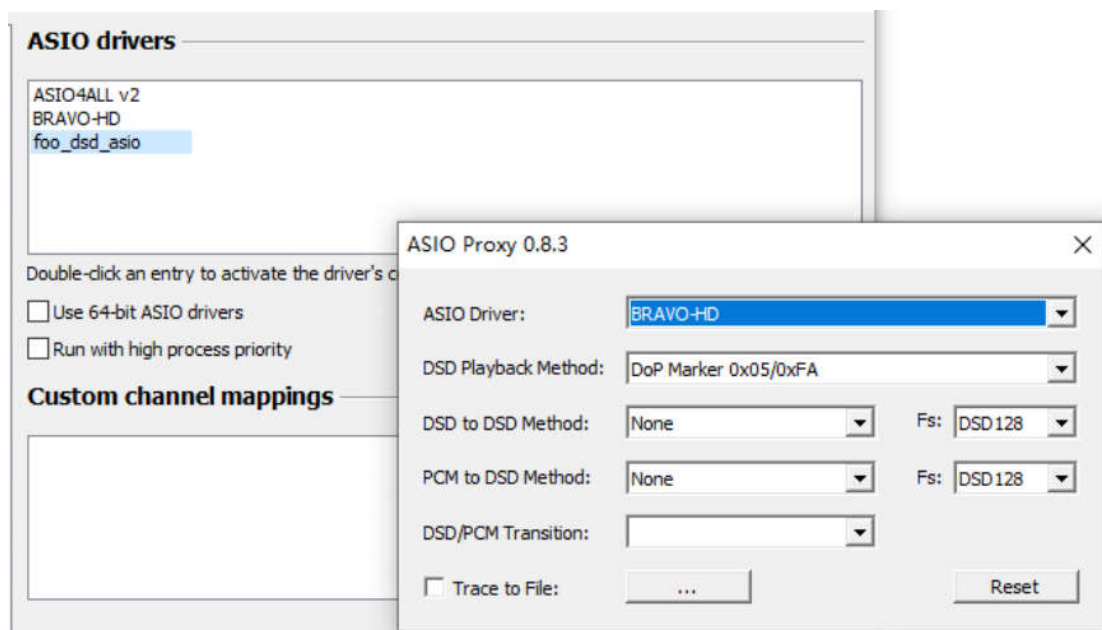 ASIO drivers
ASIO4ALL v2
BRAVO-HD
foo_dsd_asio
Double-click an entry to activate the driver's c
Use 64-bit ASIO drivers
Run with high process priority
Custom channel mappings
ASIO Proxy 0.8.3
ASIO Driver: BRAVO-HD
DSD Playback Method: DoP Marker 0x05/0xFA
DSD to DSD Method: None Fs: DSD128
PCM to DSD Method: None Fs: DSD128
DSD/PCM Transition:
Trace to File: ... Reset